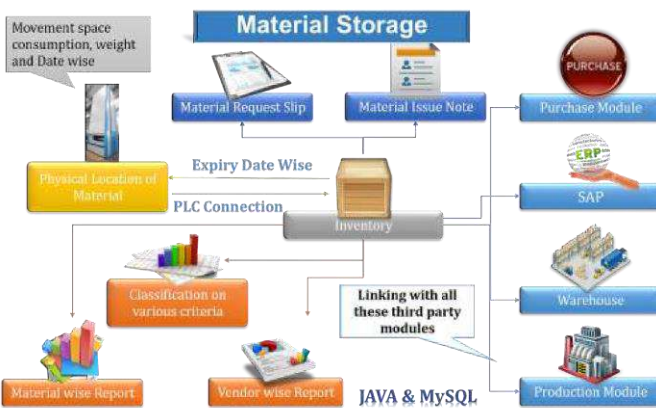 Material Storage
Movement space
consumption, weight
and Date wise
PURCHASE
Material Request Slip
Material Issue Note
Purchase Module
Expiry Date Wise
ERP
Physical Location of
Material
PLC Connection
SAP
Inventory
Classification on
various criteria
Linking with all
these third party
modules
Warehouse
Material wise Report
Vendor wise Report
JAVA & MySQL
Production Module